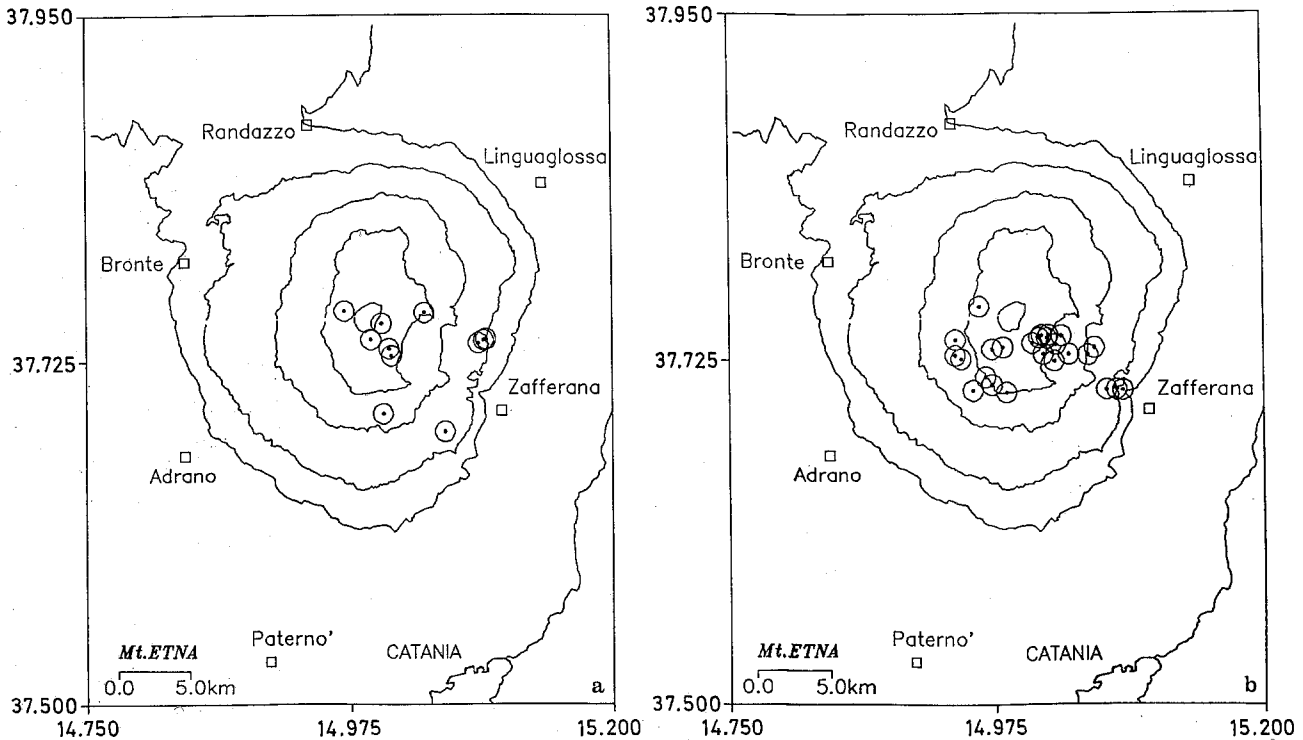 37.950
Randazzo
Linguaglossa
Bronte
37.725
Zafferana
Adrano
Paterno'
CATANIA
Mt.ETNA
0.0 5.0km
a
37.500
14.750 14.975 15.200
37.950
Randazzo
Linguaglossa
Bronte
37.725
Zafferana
Adrano
Paterno'
CATANIA
Mt.ETNA
0.0 5.0km
b
37.500
14.750 14.975 15.200